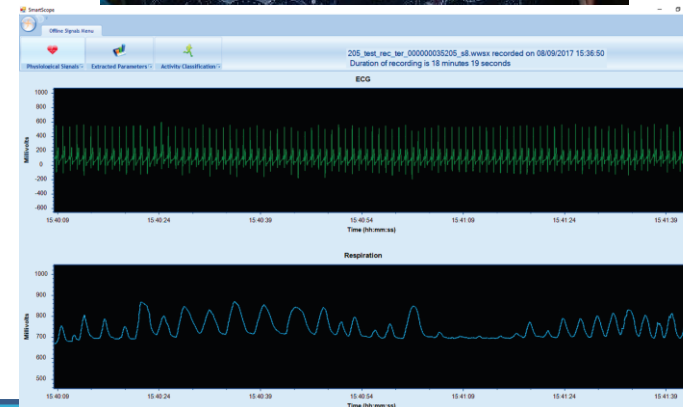 SmartScope
Offline Signals Menu
Physiological Signals
Extracted Parameters
Activity Classification
205_test_rec_ter_000000035205_s8.wwsx recorded on 08/09/2017 15:36:50
Duration of recording is 18 minutes 19 seconds
ECG
1000
800
600
400
200
0
-200
-400
-600
Millivolts
15:40:09 15:40:24 15:40:39 15:40:54 15:41:09 15:41:24 15:41:39
Time (hh:mm:ss)
Respiration
1000
900
800
700
600
500
Millivolts
15:40:09 15:40:24 15:40:39 15:40:54 15:41:09 15:41:24 15:41:39
Time (hh:mm:ss)